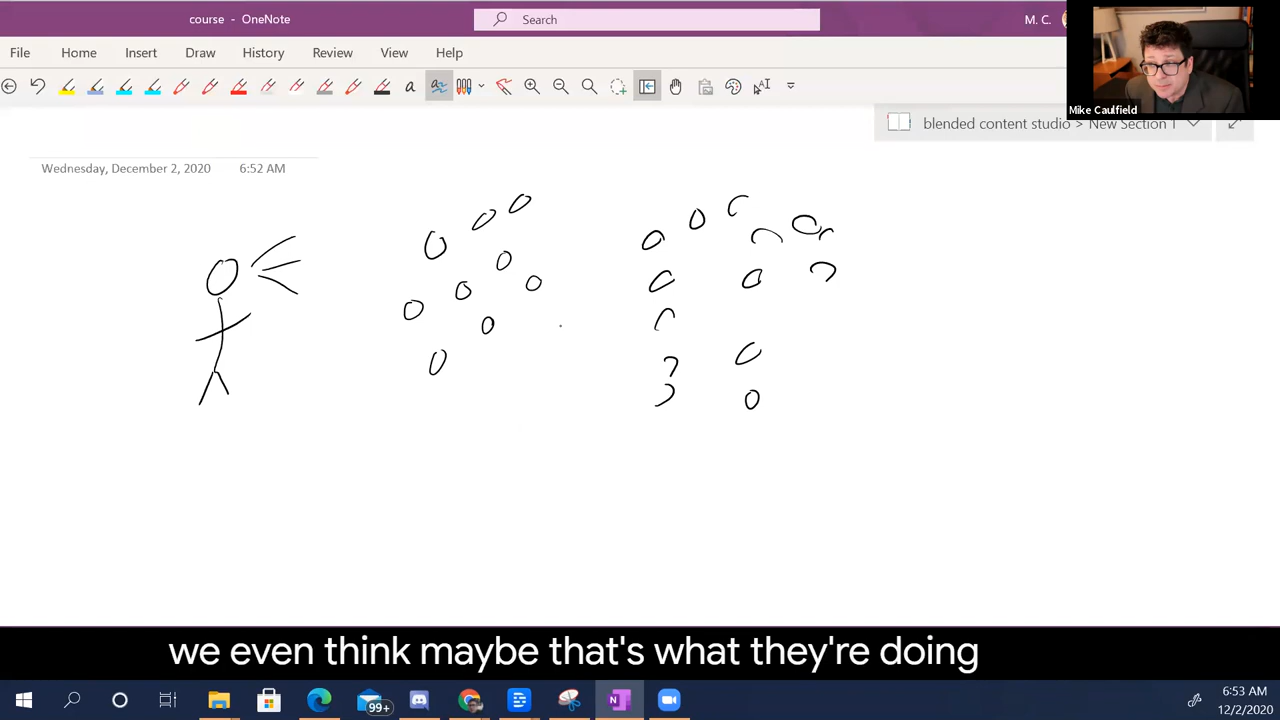 course - OneNote
Search
M. C.
File Home Insert Draw History Review View Help
Mike Caulfield
blended content studio > New Section 1
Wednesday, December 2, 2020 6:52 AM
we even think maybe that's what they're doing
99+
6:53 AM
12/2/2020